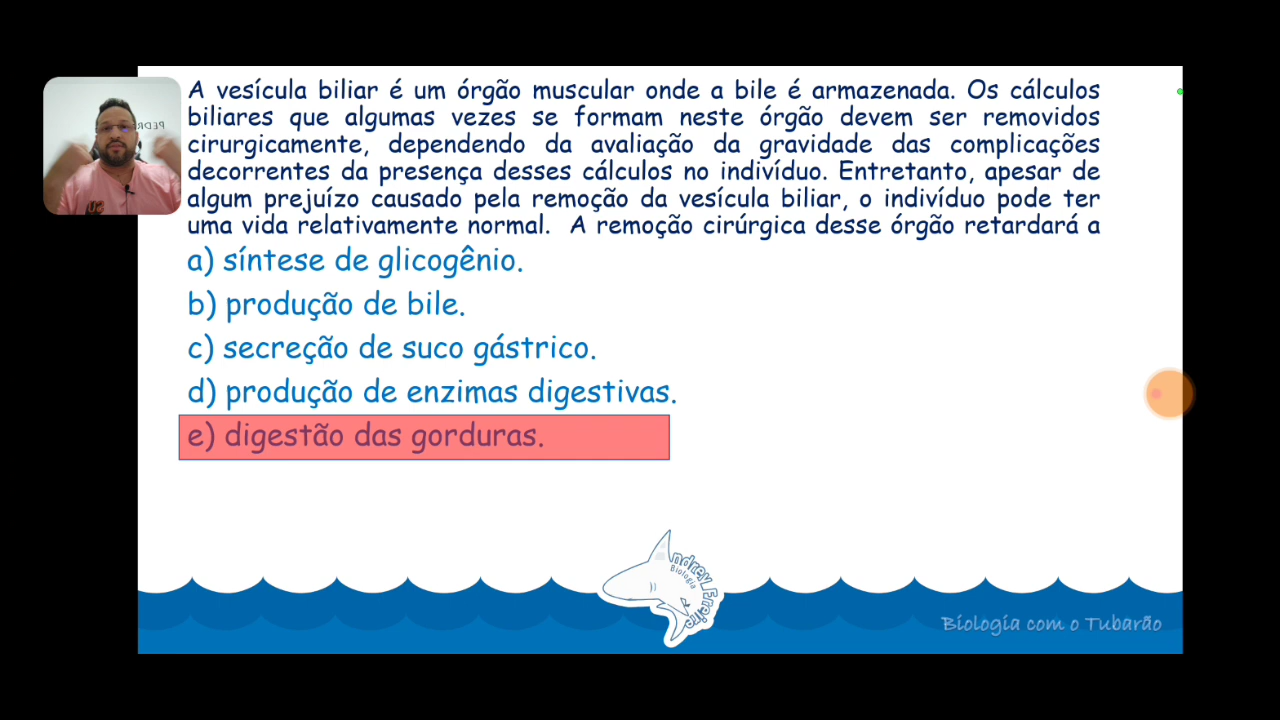 A vesícula biliar é um órgão muscular onde a bile é armazenada. Os cálculos
biliares que algumas vezes se formam neste órgão devem ser removidos
cirurgicamente, dependendo da avaliação da gravidade das complicações
decorrentes da presença desses cálculos no indivíduo. Entretanto, apesar de
algum prejuízo causado pela remoção da vesícula biliar, o indivíduo pode ter
uma vida relativamente normal. A remoção cirúrgica desse órgão retardará a
a) síntese de glicogênio.
b) produção de bile.
c) secreção de suco gástrico.
d) produção de enzimas digestivas.
e) digestão das gorduras.
Andrey Freire
Biologia
Biologia com o Tubarão